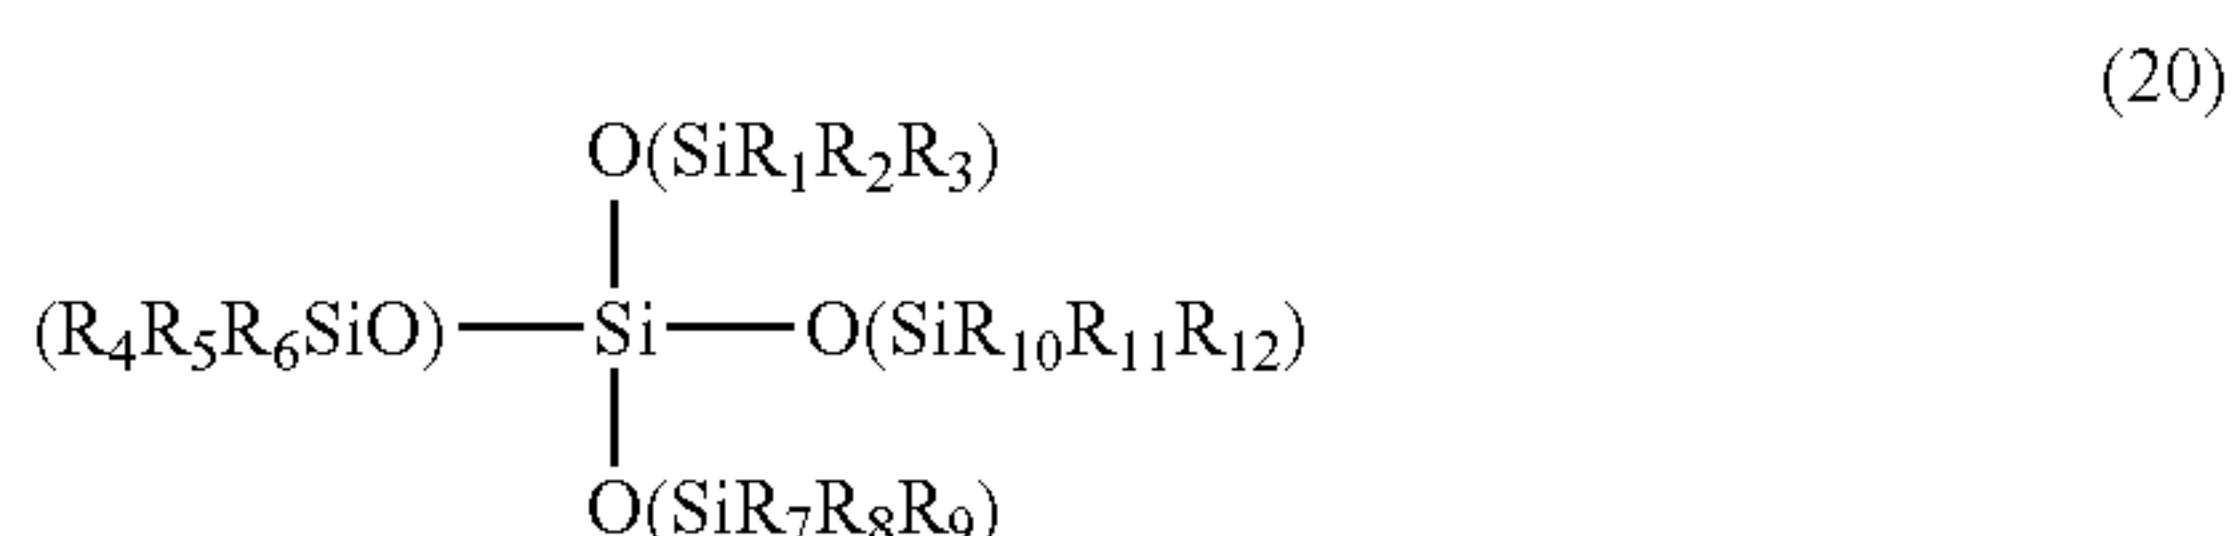 (20)
O(SiR₁R₂R₃)
(R₄R₅R₆SiO)—Si—O(SiR₁₀R₁₁R₁₂)
O(SiR₇R₈R₉)